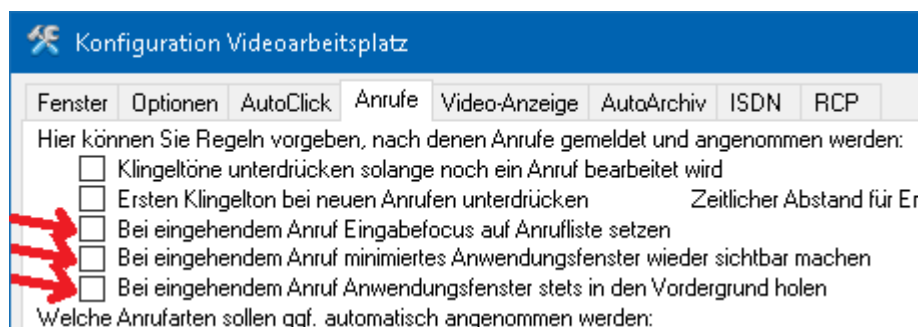 Konfiguration Videoarbeitsplatz
Fenster Optionen AutoClick Anrufe Video-Anzeige AutoArchiv ISDN RCP
Hier können Sie Regeln vorgeben, nach denen Anrufe gemeldet und angenommen werden:
Klingeltöne unterdrücken solange noch ein Anruf bearbeitet wird
Ersten Klingelton bei neuen Anrufen unterdrücken Zeitlicher Abstand für
Bei eingehendem Anruf Eingabefocus auf Anrufliste setzen
Bei eingehendem Anruf minimiertes Anwendungsfenster wieder sichtbar machen
Bei eingehendem Anruf Anwendungsfenster stets in den Vordergrund holen
Welche Anrufarten sollen ggf. automatisch angenommen werden: